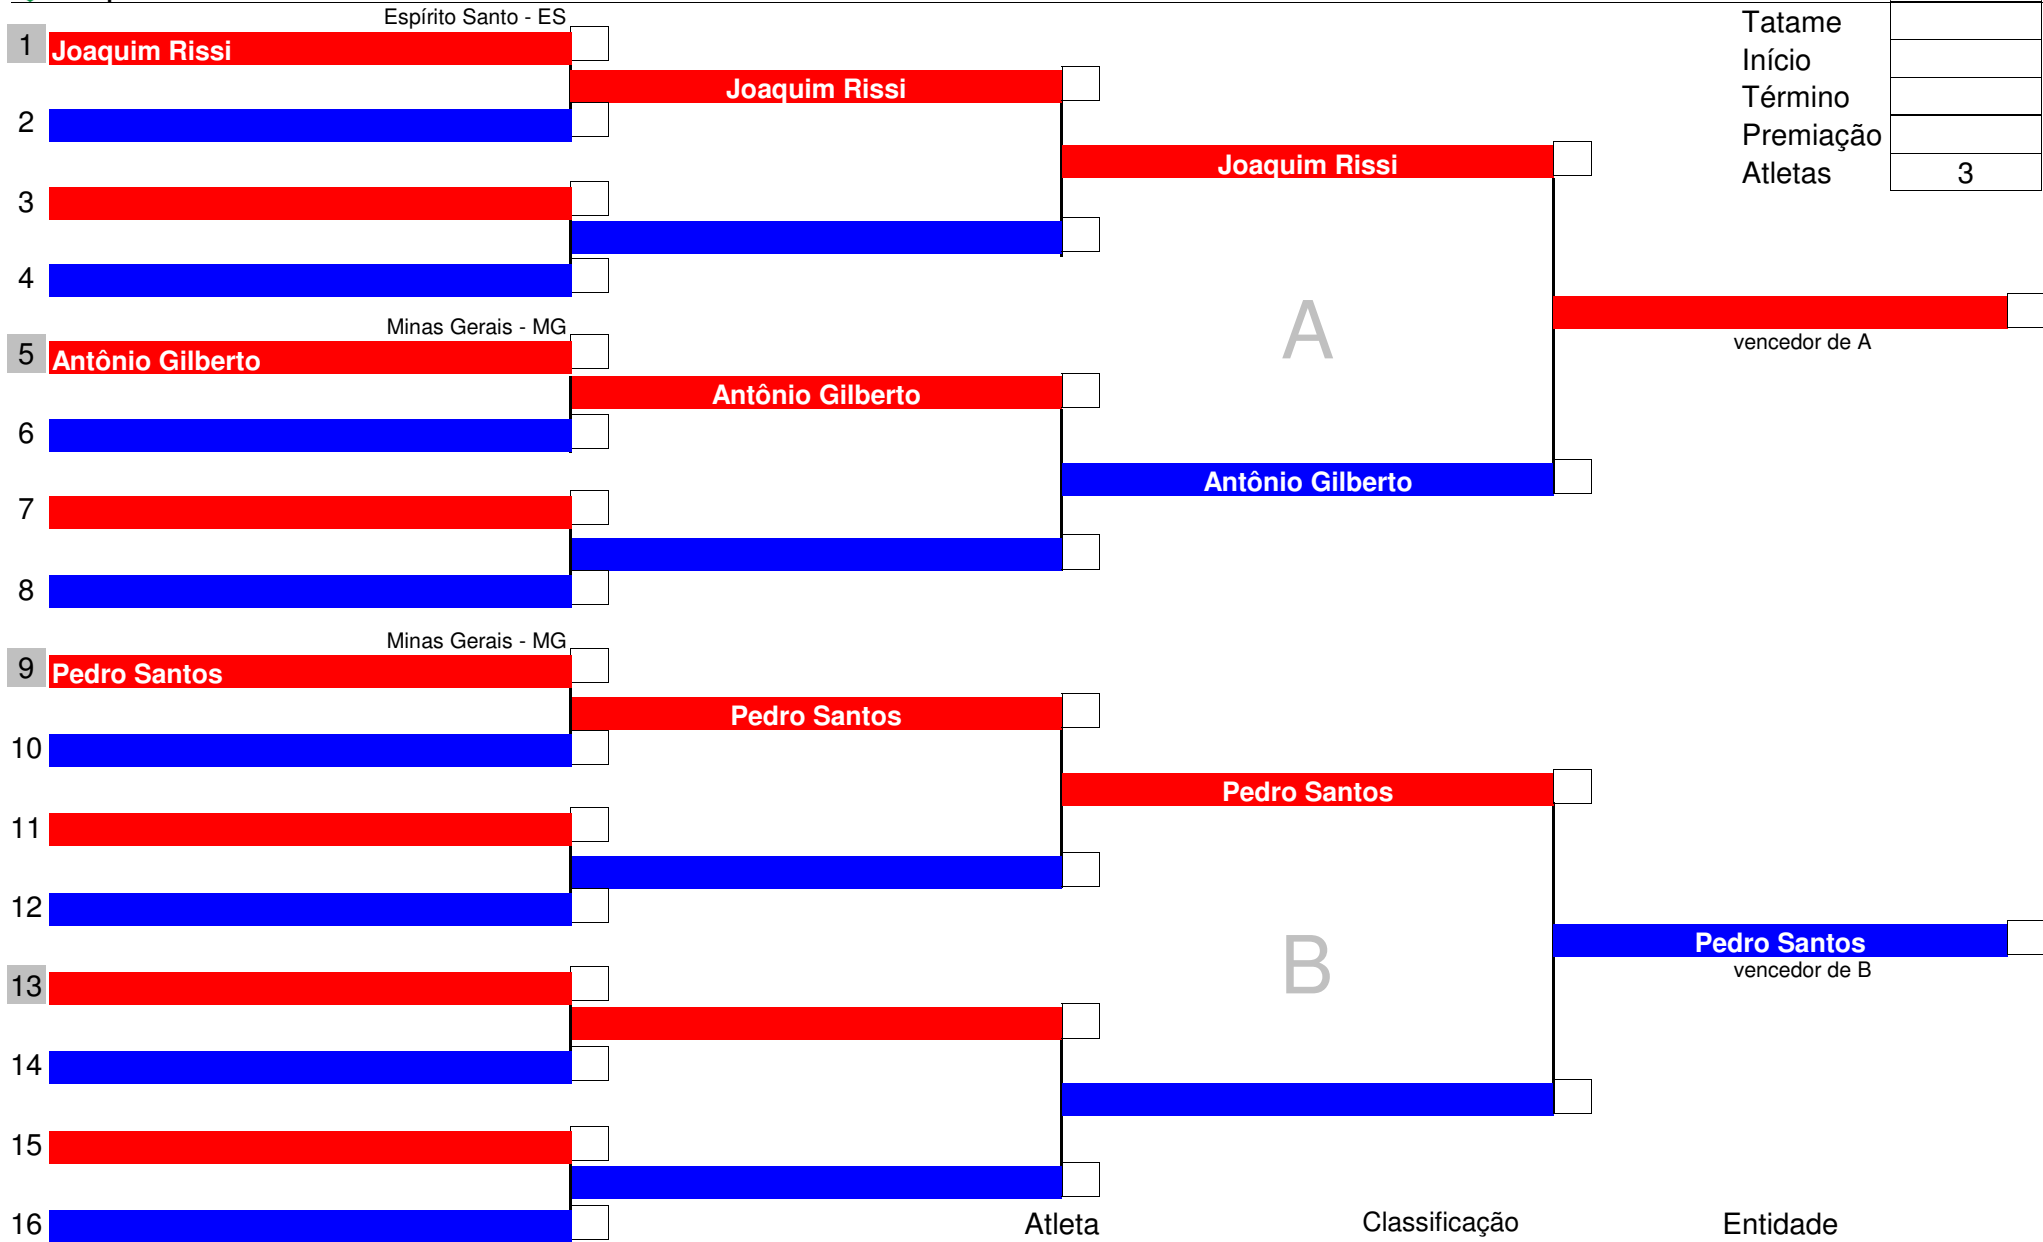 Espírito Santo - ES
Tatame
1 Joaquim Rissi
Início
Joaquim Rissi
Término
2
Premiação
Joaquim Rissi
Atletas 3
3
4
A
Minas Gerais - MG
vencedor de A
5 Antônio Gilberto
Antônio Gilberto
6
Antônio Gilberto
7
8
Minas Gerais - MG
9 Pedro Santos
Pedro Santos
10
Pedro Santos
11
12
Pedro Santos
B
vencedor de B
13
14
15
16
Atleta Classificação Entidade